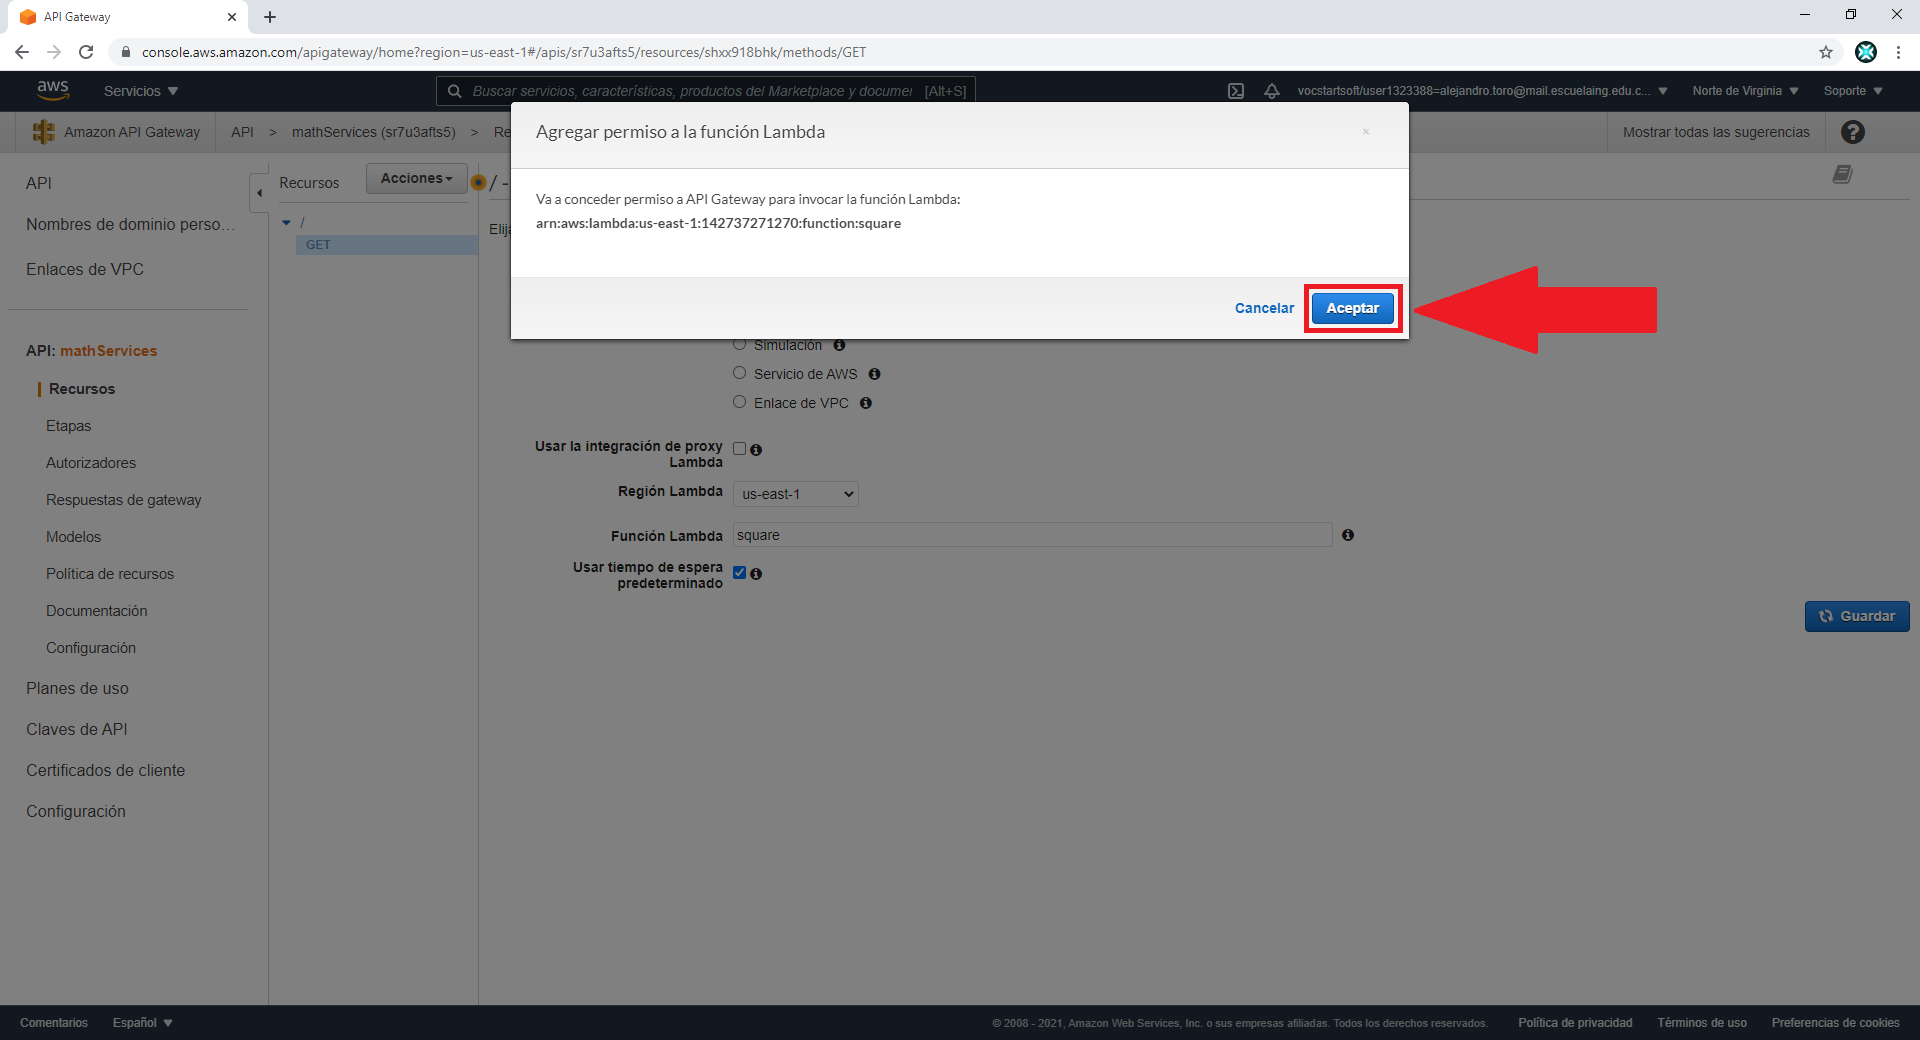 API Gateway
console.aws.amazon.com/apigateway/home?region=us-east-1#/apis/sr7u3afts5/resources/shxx918bhk/methods/GET
aws
Servicios
Buscar servicios, características, productos del Marketplace y documei
[Alt+S]
vocstartsoft/user1323388=alejandro.toro@mail.escuelaing.edu.c...
Norte de Virginia
Soporte
Amazon API Gateway
API > mathServices (sr7u3afts5) > Re
Mostrar todas las sugerencias
Agregar permiso a la función Lambda
Va a conceder permiso a API Gateway para invocar la función Lambda:
arn:aws:lambda:us-east-1:142737271270:function:square
Cancelar
Aceptar
API
Nombres de dominio perso...
Enlaces de VPC
API: mathServices
Recursos
Etapas
Autorizadores
Respuestas de gateway
Modelos
Política de recursos
Documentación
Configuración
Planes de uso
Claves de API
Certificados de cliente
Configuración
Recursos
Acciones
/
GET
/ -
Elij
Simulación
Servicio de AWS
Enlace de VPC
Usar la integración de proxy
Lambda
Región Lambda
us-east-1
Función Lambda
square
Usar tiempo de espera
predeterminado
Guardar
Comentarios
Español
© 2008 - 2021, Amazon Web Services, Inc. o sus empresas afiliadas. Todos los derechos reservados.
Política de privacidad
Términos de uso
Preferencias de cookies